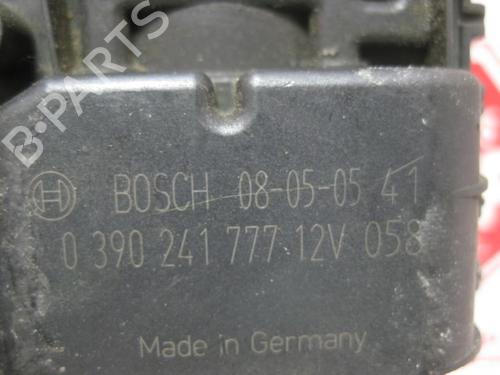 B-PARTS
BOSCH 08-05-05 41
0 390 241 777 12V 058
Made in Germany